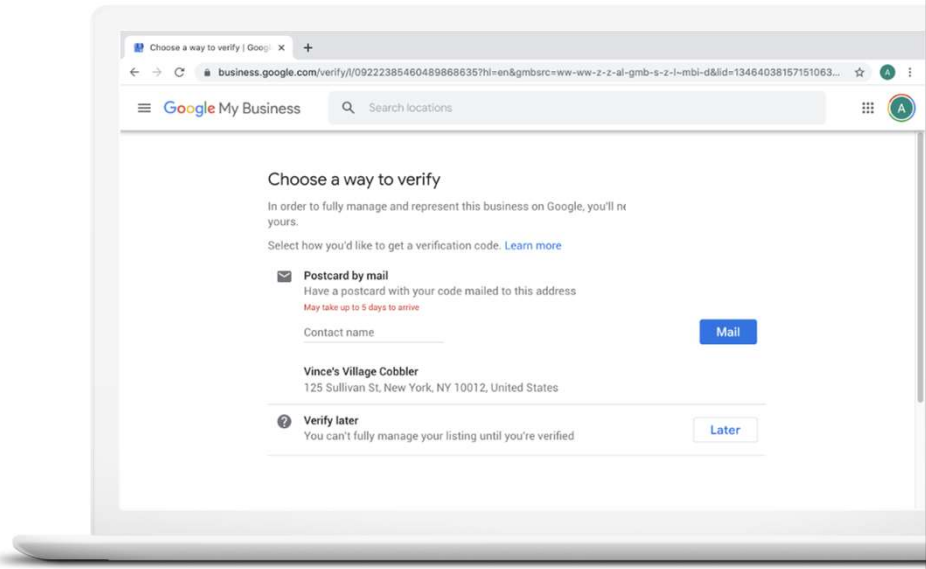 Choose a way to verify | Googl
business.google.com/verify/l/09222385460489868635?hl=en&gmbsrc=ww-ww-z-z-al-gmb-s-z-l~mbi-d&lid=13464038157151063...
A
Google My Business
Search locations
A
Choose a way to verify
In order to fully manage and represent this business on Google, you'll ne
yours.
Select how you'd like to get a verification code. Learn more
Postcard by mail
Have a postcard with your code mailed to this address
May take up to 5 days to arrive
Contact name
Mail
Vince's Village Cobbler
125 Sullivan St, New York, NY 10012, United States
Verify later
You can't fully manage your listing until you're verified
Later